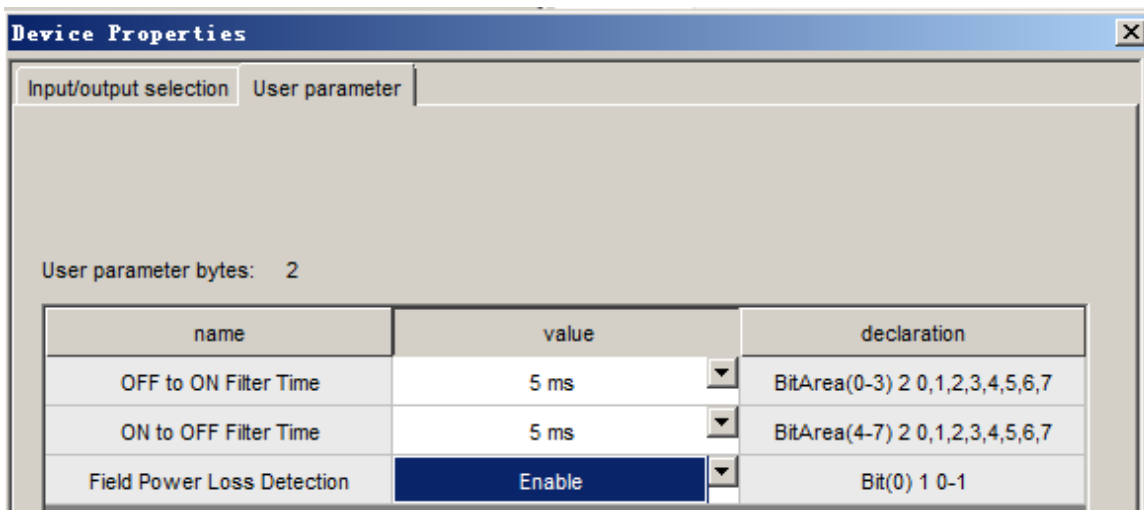 Device Properties
Input/output selection User parameter
User parameter bytes: 2
name value declaration
OFF to ON Filter Time 5 ms BitArea(0-3) 2 0,1,2,3,4,5,6,7
ON to OFF Filter Time 5 ms BitArea(4-7) 2 0,1,2,3,4,5,6,7
Field Power Loss Detection Enable Bit(0) 1 0-1